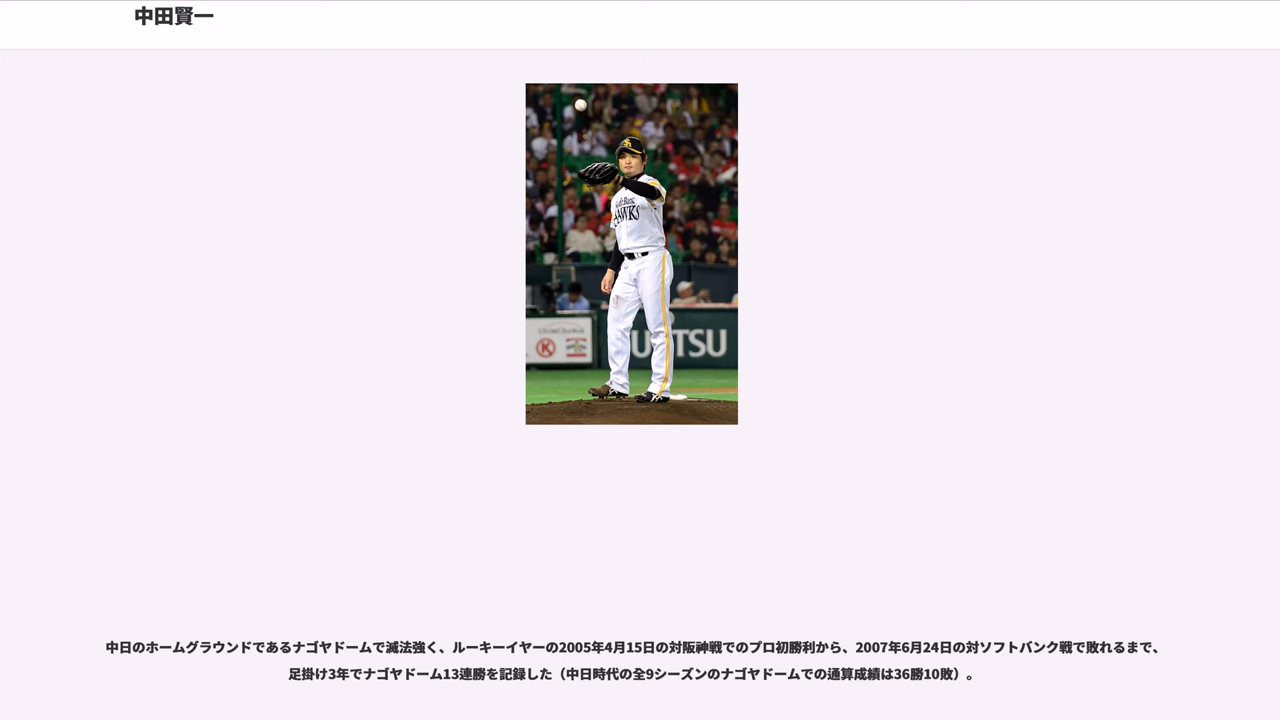 中田賢一
HAWKS
JITSU
中日のホームグラウンドであるナゴヤドームで滅法強く、ルーキーイヤーの2005年4月15日の対阪神戦でのプロ初勝利から、2007年6月24日の対ソフトバンク戦で敗れるまで、
足掛け3年でナゴヤドーム13連勝を記録した（中日時代の全9シーズンのナゴヤドームでの通算成績は36勝10敗）。